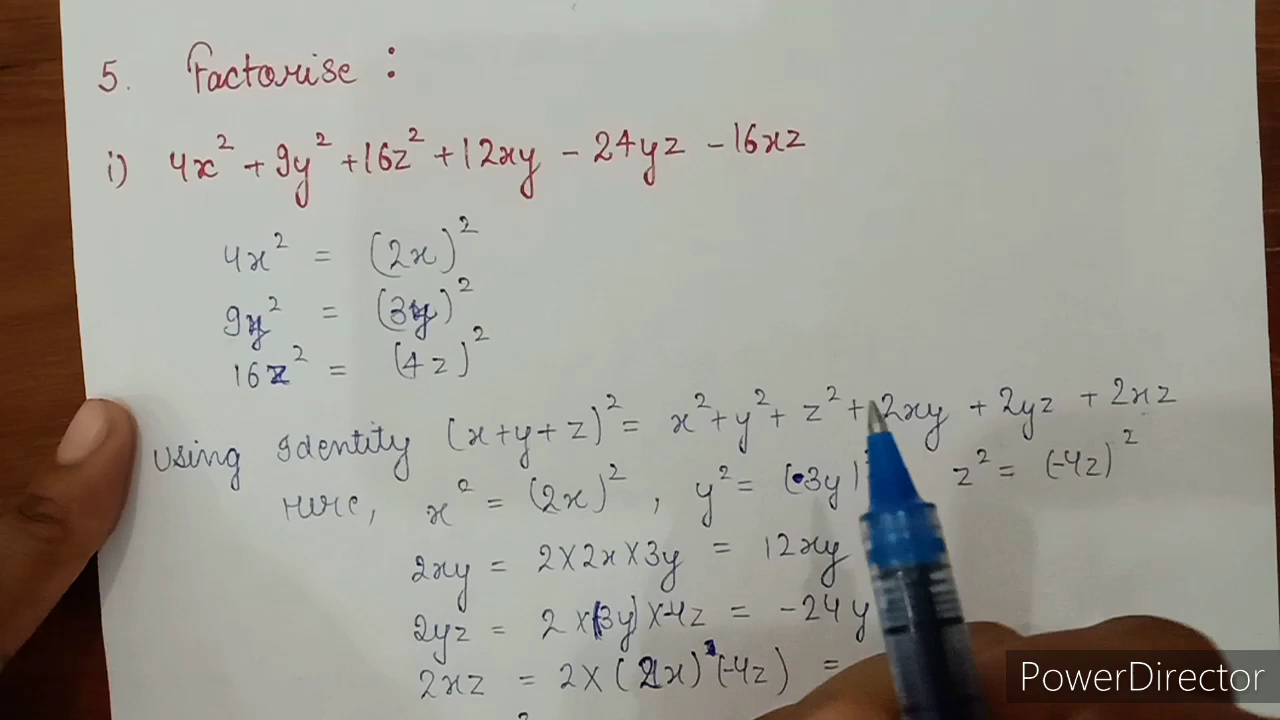 5. Factorise :
i) 4x² + 9y² + 16z² + 12xy - 24yz - 16xz
4x² = (2x)²
9y² = (3y)²
16z² = (4z)²
Using Identity (x+y+z)² = x² + y² + z² + 2xy + 2yz + 2xz
Here, x² = (2x)² , y² = (3y) z² = (-4z)²
2xy = 2×2x×3y = 12xy
2yz = 2×(3y)×-4z = -24y
2xz = 2×(2x)(-4z) =
PowerDirector